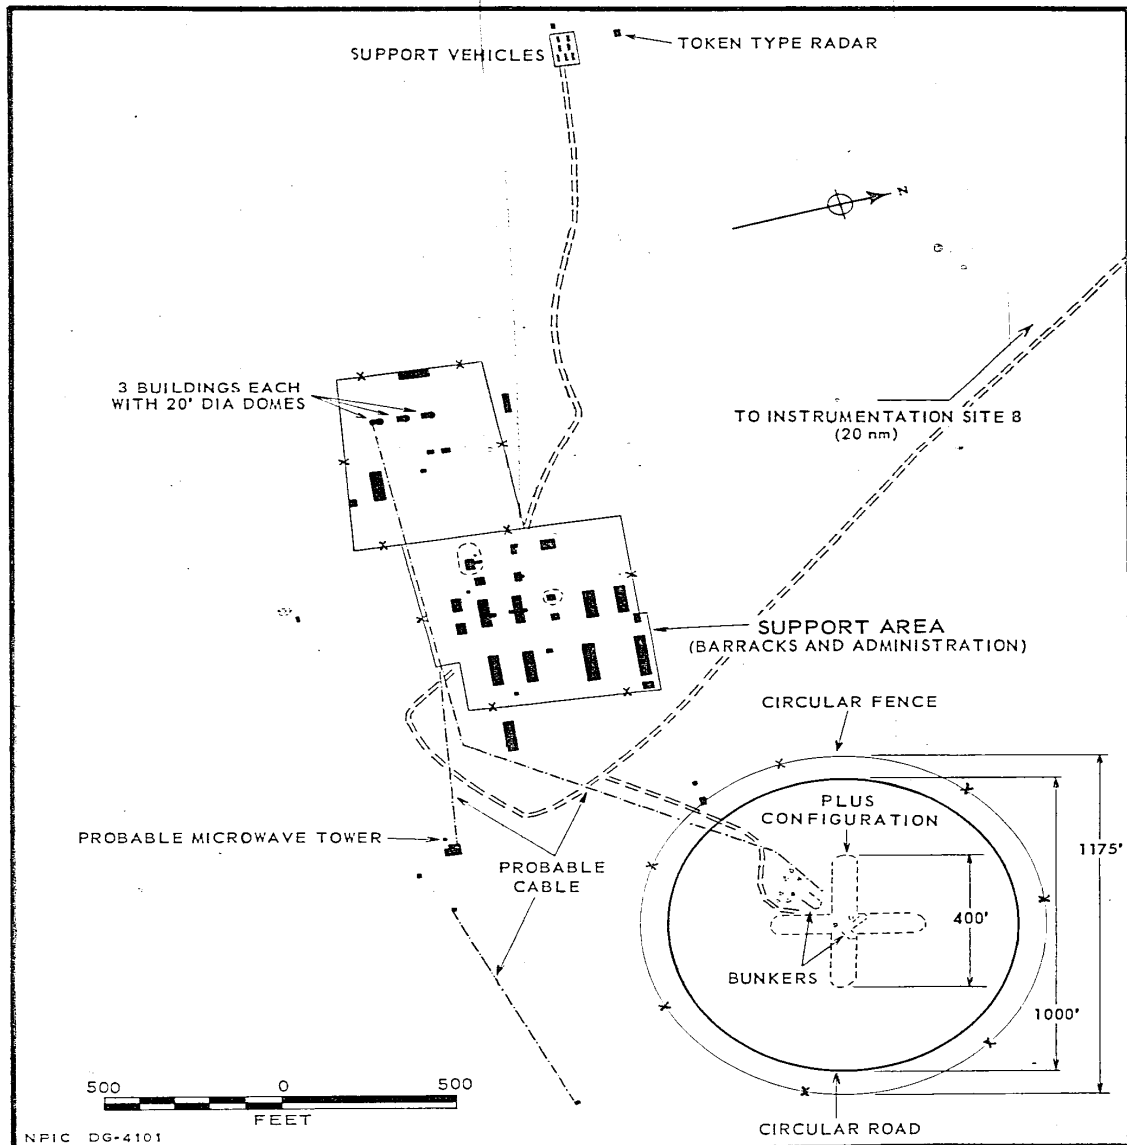 SUPPORT VEHICLES
TOKEN TYPE RADAR
N
3 BUILDINGS EACH
WITH 20' DIA DOMES
TO INSTRUMENTATION SITE 8
(20 nm)
SUPPORT AREA
(BARRACKS AND ADMINISTRATION)
CIRCULAR FENCE
PLUS
CONFIGURATION
1175'
PROBABLE MICROWAVE TOWER
PROBABLE
CABLE
400'
BUNKERS
1000'
500 0 500
FEET
CIRCULAR ROAD
NPIC DG-4101